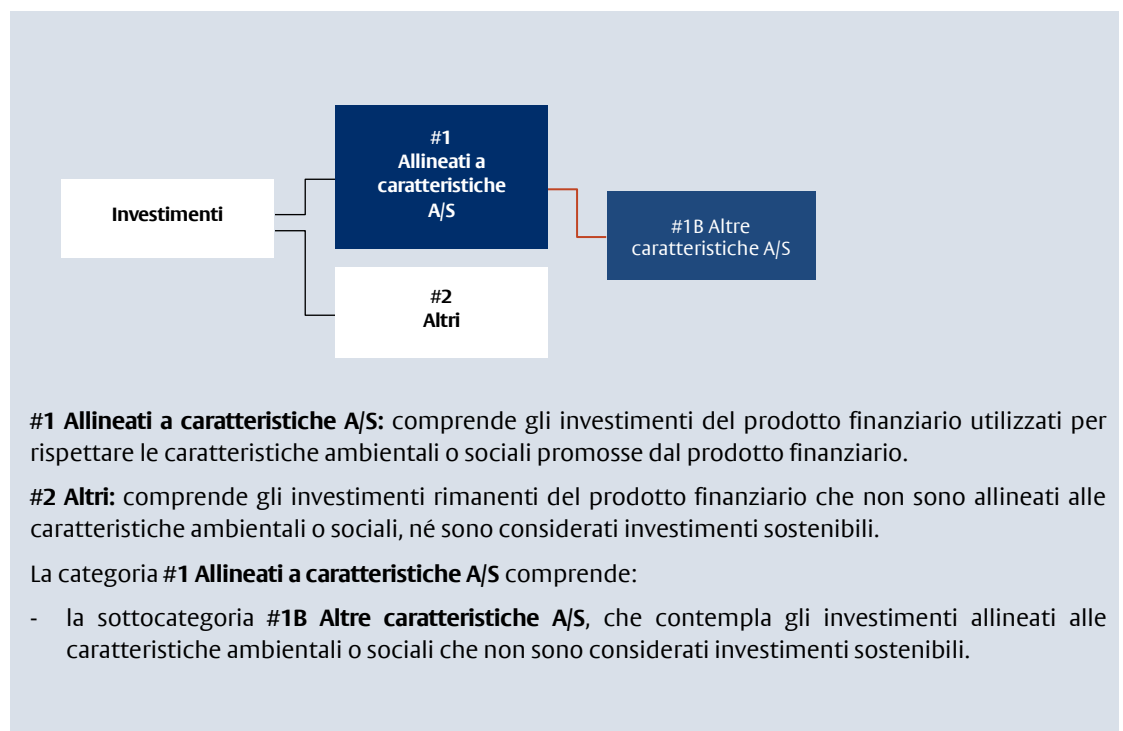 #1
Allineati a
caratteristiche
A/S
Investimenti
#1B Altre
caratteristiche A/S
#2
Altri
#1 Allineati a caratteristiche A/S: comprende gli investimenti del prodotto finanziario utilizzati per
rispettare le caratteristiche ambientali o sociali promosse dal prodotto finanziario.
#2 Altri: comprende gli investimenti rimanenti del prodotto finanziario che non sono allineati alle
caratteristiche ambientali o sociali, né sono considerati investimenti sostenibili.
La categoria #1 Allineati a caratteristiche A/S comprende:
- la sottocategoria #1B Altre caratteristiche A/S, che contempla gli investimenti allineati alle
caratteristiche ambientali o sociali che non sono considerati investimenti sostenibili.